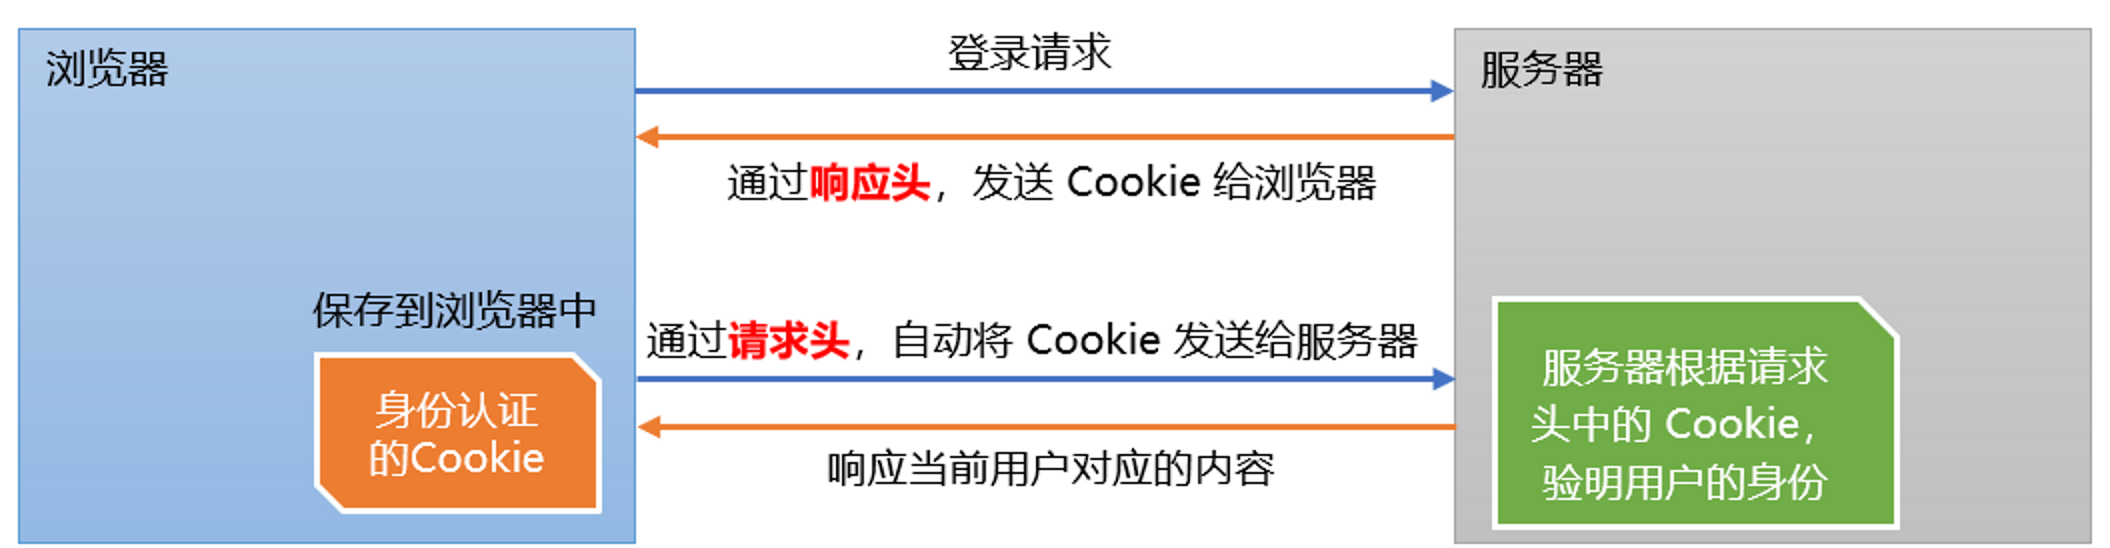 浏览器
登录请求
服务器
通过响应头，发送 Cookie 给浏览器
保存到浏览器中
通过请求头，自动将 Cookie 发送给服务器
身份认证
的Cookie
服务器根据请求
头中的 Cookie，
验明用户的身份
响应当前用户对应的内容